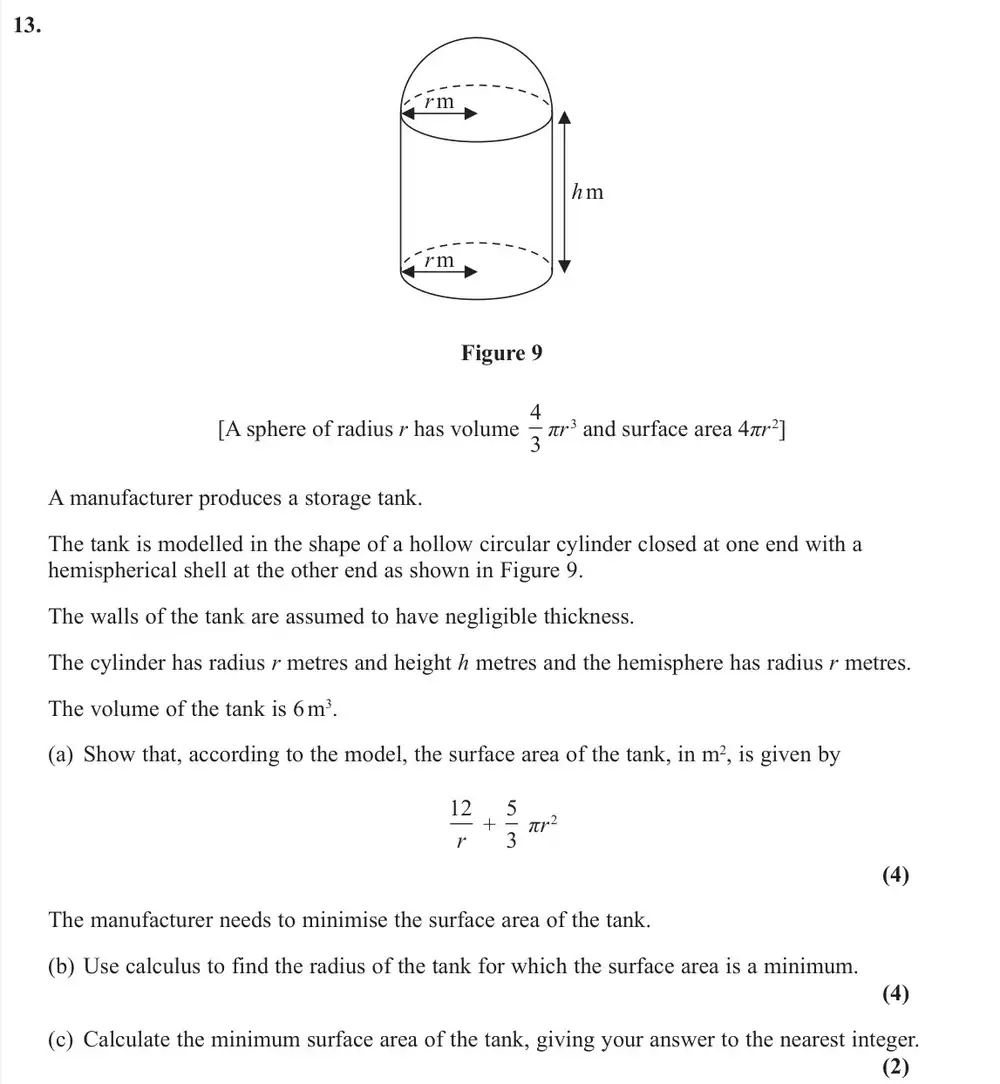 13.
r m
h m
r m
Figure 9
[A sphere of radius r has volume 4/3 πr³ and surface area 4πr²]
A manufacturer produces a storage tank.
The tank is modelled in the shape of a hollow circular cylinder closed at one end with a
hemispherical shell at the other end as shown in Figure 9.
The walls of the tank are assumed to have negligible thickness.
The cylinder has radius r metres and height h metres and the hemisphere has radius r metres.
The volume of the tank is 6 m³.
(a) Show that, according to the model, the surface area of the tank, in m², is given by
12/r + 5/3 πr²
(4)
The manufacturer needs to minimise the surface area of the tank.
(b) Use calculus to find the radius of the tank for which the surface area is a minimum.
(4)
(c) Calculate the minimum surface area of the tank, giving your answer to the nearest integer.
(2)